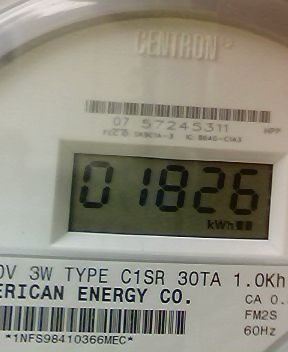 CENTRON
07 57245311 HPP
01826
kWh
0V 3W TYPE C1SR 30TA 1.0Kh
ERICAN ENERGY CO.
CA 0.
FM2S
60Hz
*1NFS98410366MEC*